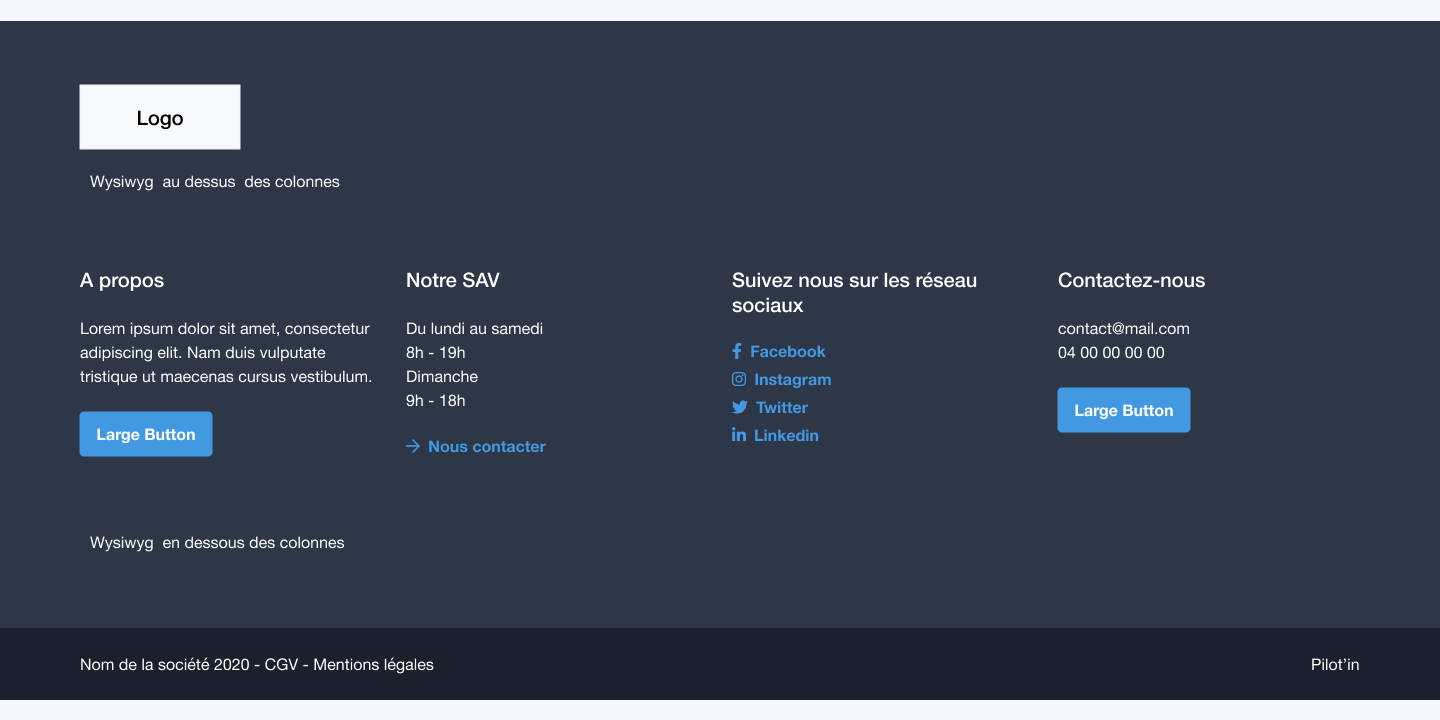 Logo
Wysiwyg  au dessus  des colonnes
A propos
Lorem ipsum dolor sit amet, consectetur
adipiscing elit. Nam duis vulputate
tristique ut maecenas cursus vestibulum.
Large Button
Notre SAV
Du lundi au samedi
8h - 19h
Dimanche
9h - 18h
Nous contacter
Suivez nous sur les réseau
sociaux
Facebook
Instagram
Twitter
Linkedin
Contactez-nous
contact@mail.com
04 00 00 00 00
Large Button
Wysiwyg  en dessous des colonnes
Nom de la société 2020 - CGV - Mentions légales
Pilot’in